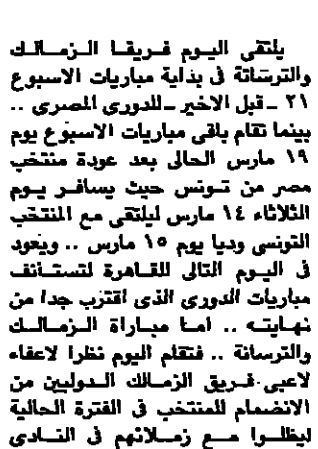 يلتقى اليوم فريقا الزمالك
والترسانة فى بداية مباريات الاسبوع
٢١ ـ قبل الاخير ـ للدورى المصرى ..
بينما تقام باقى مباريات الاسبوع يوم
١٩ مارس الحالى بعد عودة منتخب
مصر من تونس حيث يسافر يوم
الثلاثاء ١٤ مارس ليلتقى مع المنتخب
التونسى وديا يوم ١٥ مارس .. ويعود
فى اليوم التالى للقاهرة لتستانف
مباريات الدورى الذى اقترب جدا من
نهايته .. اما مباراة الزمالك
والترسانة .. فتقام اليوم نظرا لاعفاء
لاعبى فريق الزمالك الدوليين من
الانضمام للمنتخب فى الفترة الحالية
ليظلوا مع زملائهم فى النادى